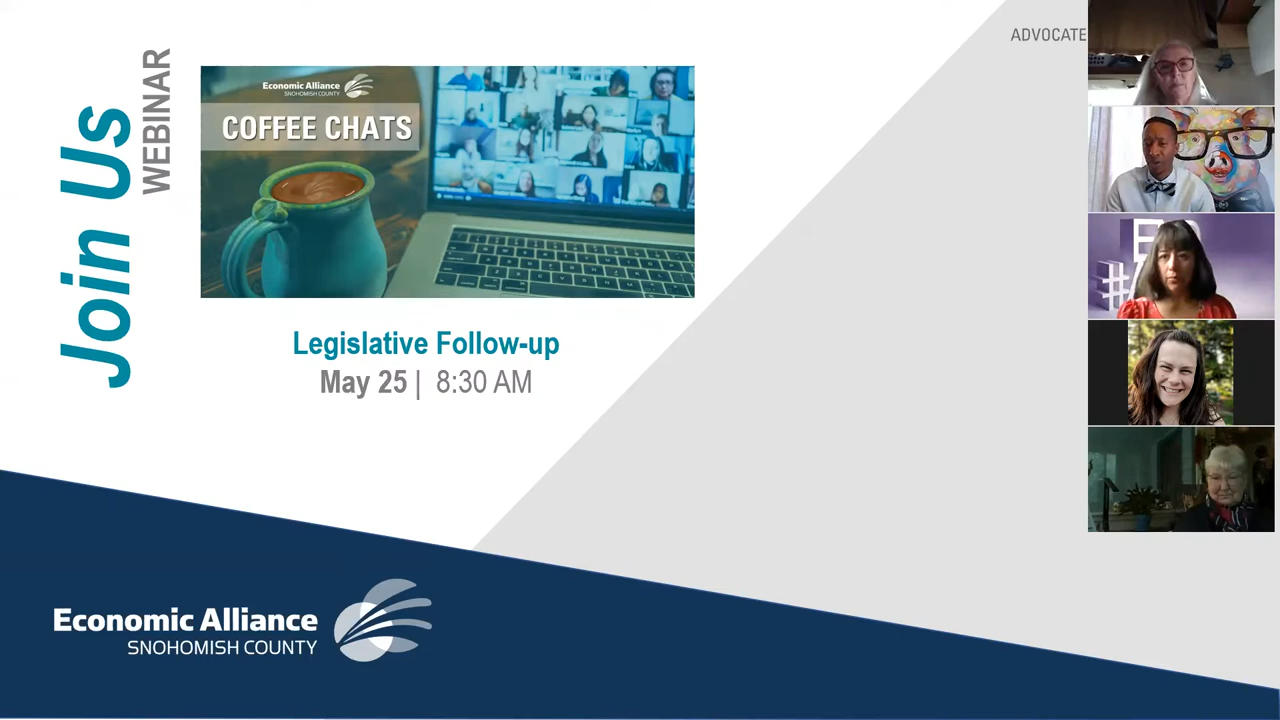 Join Us
WEBINAR
Economic Alliance
SNOHOMISH COUNTY
COFFEE CHATS
Legislative Follow-up
May 25 | 8:30 AM
ADVOCATE
Economic Alliance
SNOHOMISH COUNTY